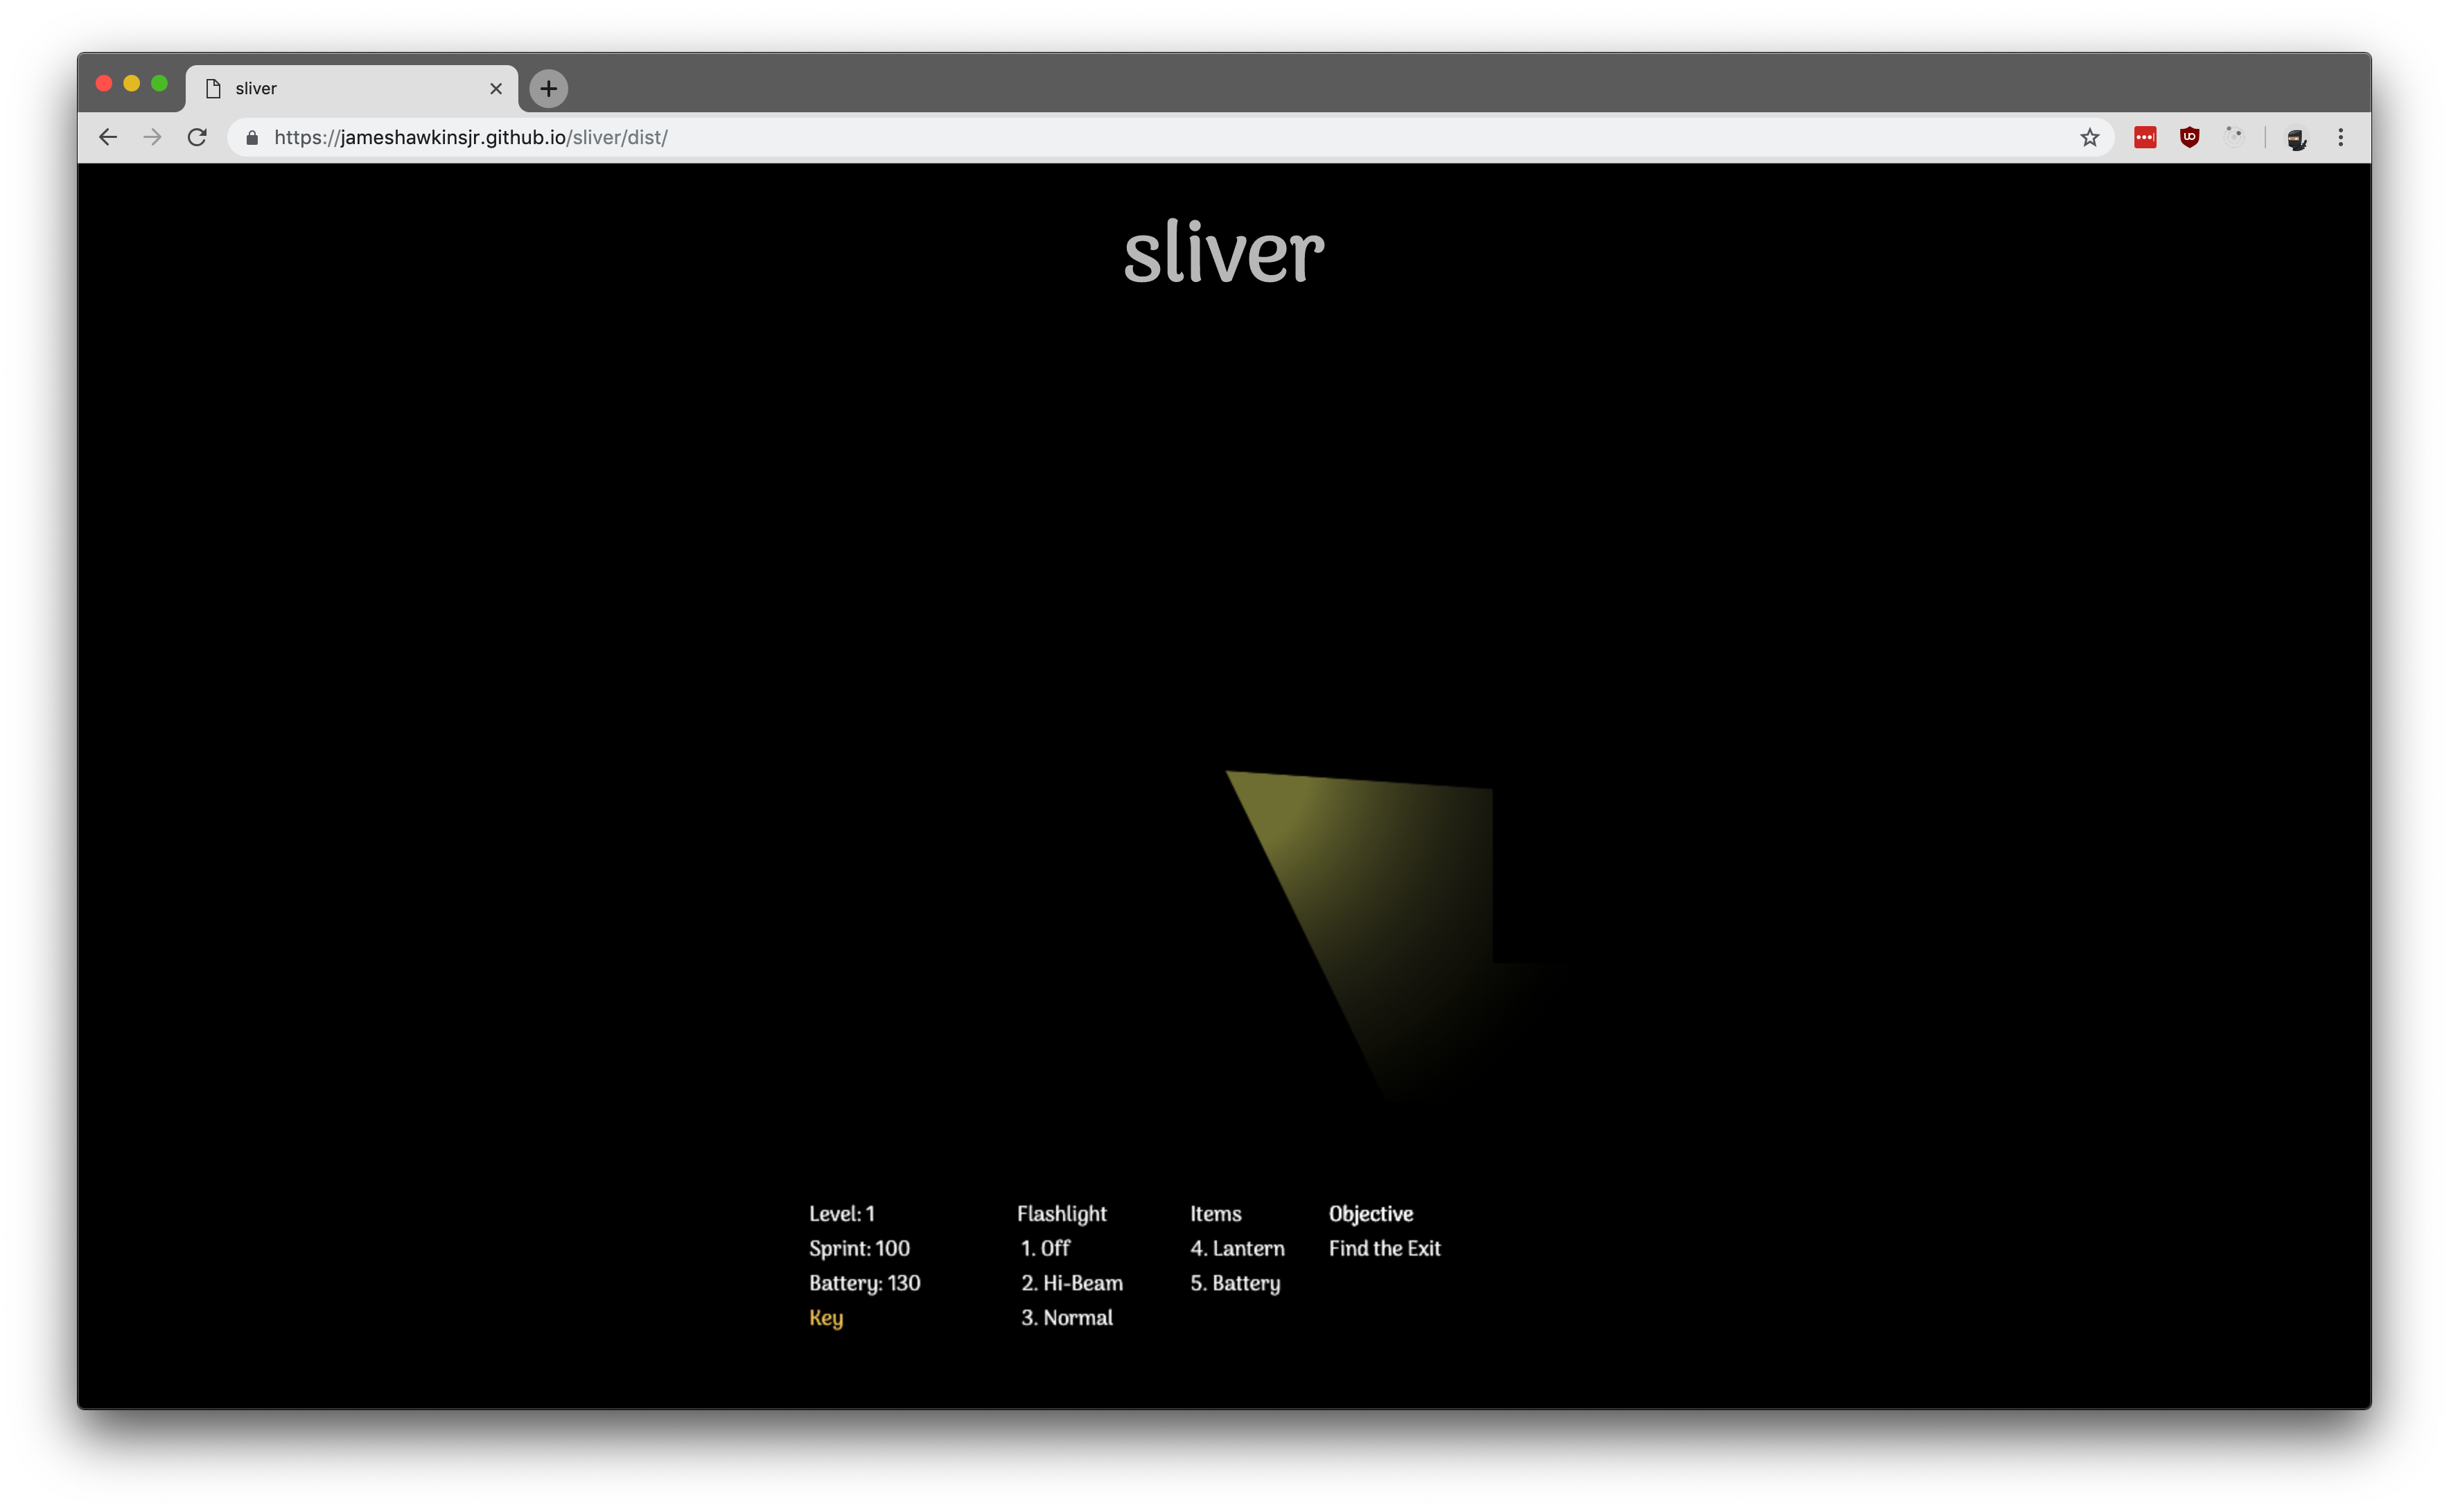 sliver
https://jameshawkinsjr.github.io/sliver/dist/
sliver
Level: 1
Sprint: 100
Battery: 130
Key
Flashlight
1. Off
2. Hi-Beam
3. Normal
Items
4. Lantern
5. Battery
Objective
Find the Exit